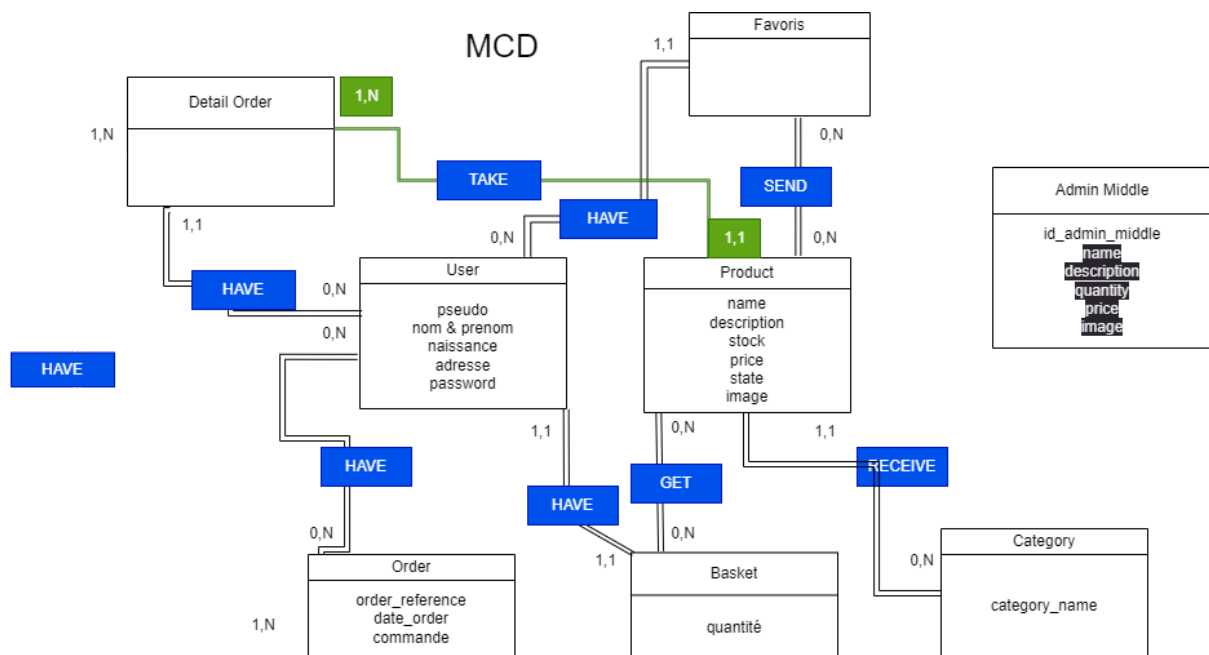 MCD
Favoris
1,1
Detail Order
1,N
1,N
0,N
TAKE
SEND
Admin Middle
1,1
HAVE
0,N
1,1
0,N
id_admin_middle
name
description
quantity
price
image
User
pseudo
nom & prenom
naissance
adresse
password
Product
name
description
stock
price
state
image
HAVE
0,N
0,N
HAVE
1,1
0,N
1,1
HAVE
GET
RECEIVE
HAVE
0,N
0,N
1,1
0,N
Order
order_reference
date_order
commande
1,N
Basket
quantité
Category
category_name